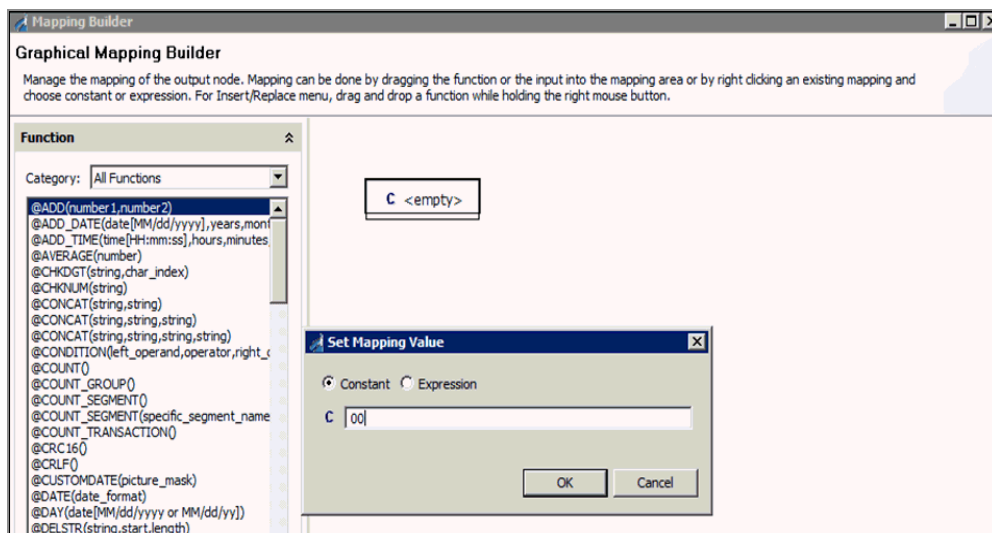 Mapping Builder
Graphical Mapping Builder
Manage the mapping of the output node. Mapping can be done by dragging the function or the input into the mapping area or by right clicking an existing mapping and
choose constant or expression. For Insert/Replace menu, drag and drop a function while holding the right mouse button.
Function
Category: All Functions
@ADD(number1,number2)
@ADD_DATE(date[MM/dd/yyyy],years,mont
@ADD_TIME(time[HH:mm:ss],hours,minutes,
@AVERAGE(number)
@CHKDGT(string,char_index)
@CHKNUM(string)
@CONCAT(string,string)
@CONCAT(string,string,string)
@CONCAT(string,string,string,string)
@CONDITION(left_operand,operator,right_o
@COUNT()
@COUNT_GROUP()
@COUNT_SEGMENT()
@COUNT_SEGMENT(specific_segment_name
@COUNT_TRANSACTION()
@CRC16()
@CRLF()
@CUSTOMDATE(picture_mask)
@DATE(date_format)
@DAY(date[MM/dd/yyyy or MM/dd/yy])
@DELSTR(string,start,length)
C <empty>
Set Mapping Value
Constant Expression
C 00
OK Cancel